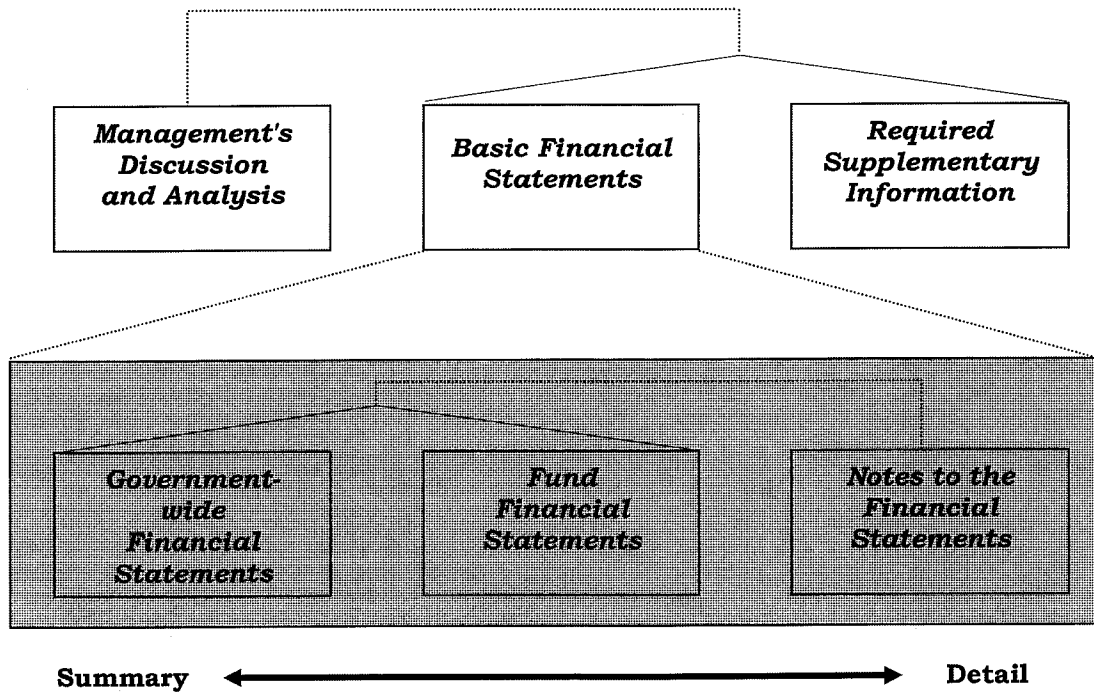 Management's
Discussion
and Analysis
Basic Financial
Statements
Required
Supplementary
Information
Government-
wide
Financial
Statements
Fund
Financial
Statements
Notes to the
Financial
Statements
Summary
Detail